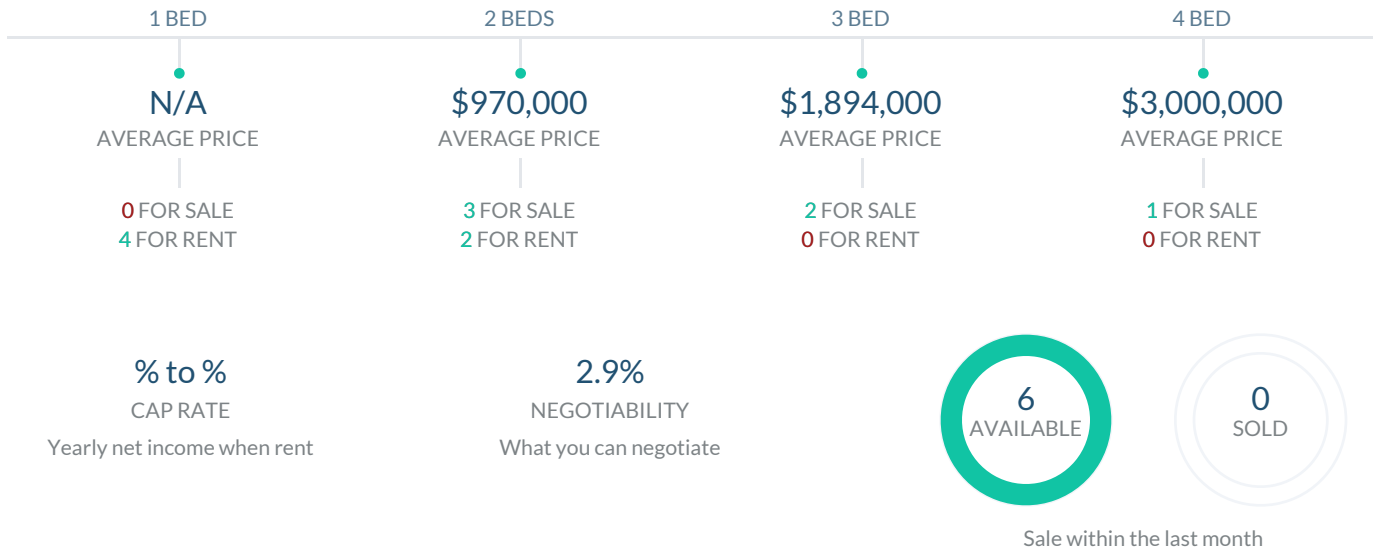 1 BED
2 BEDS
3 BED
4 BED
N/A
$970,000
$1,894,000
$3,000,000
AVERAGE PRICE
AVERAGE PRICE
AVERAGE PRICE
AVERAGE PRICE
0 FOR SALE
3 FOR SALE
2 FOR SALE
1 FOR SALE
4 FOR RENT
2 FOR RENT
0 FOR RENT
0 FOR RENT
% to %
CAP RATE
Yearly net income when rent
2.9%
NEGOTIABILITY
What you can negotiate
6
AVAILABLE
0
SOLD
Sale within the last month